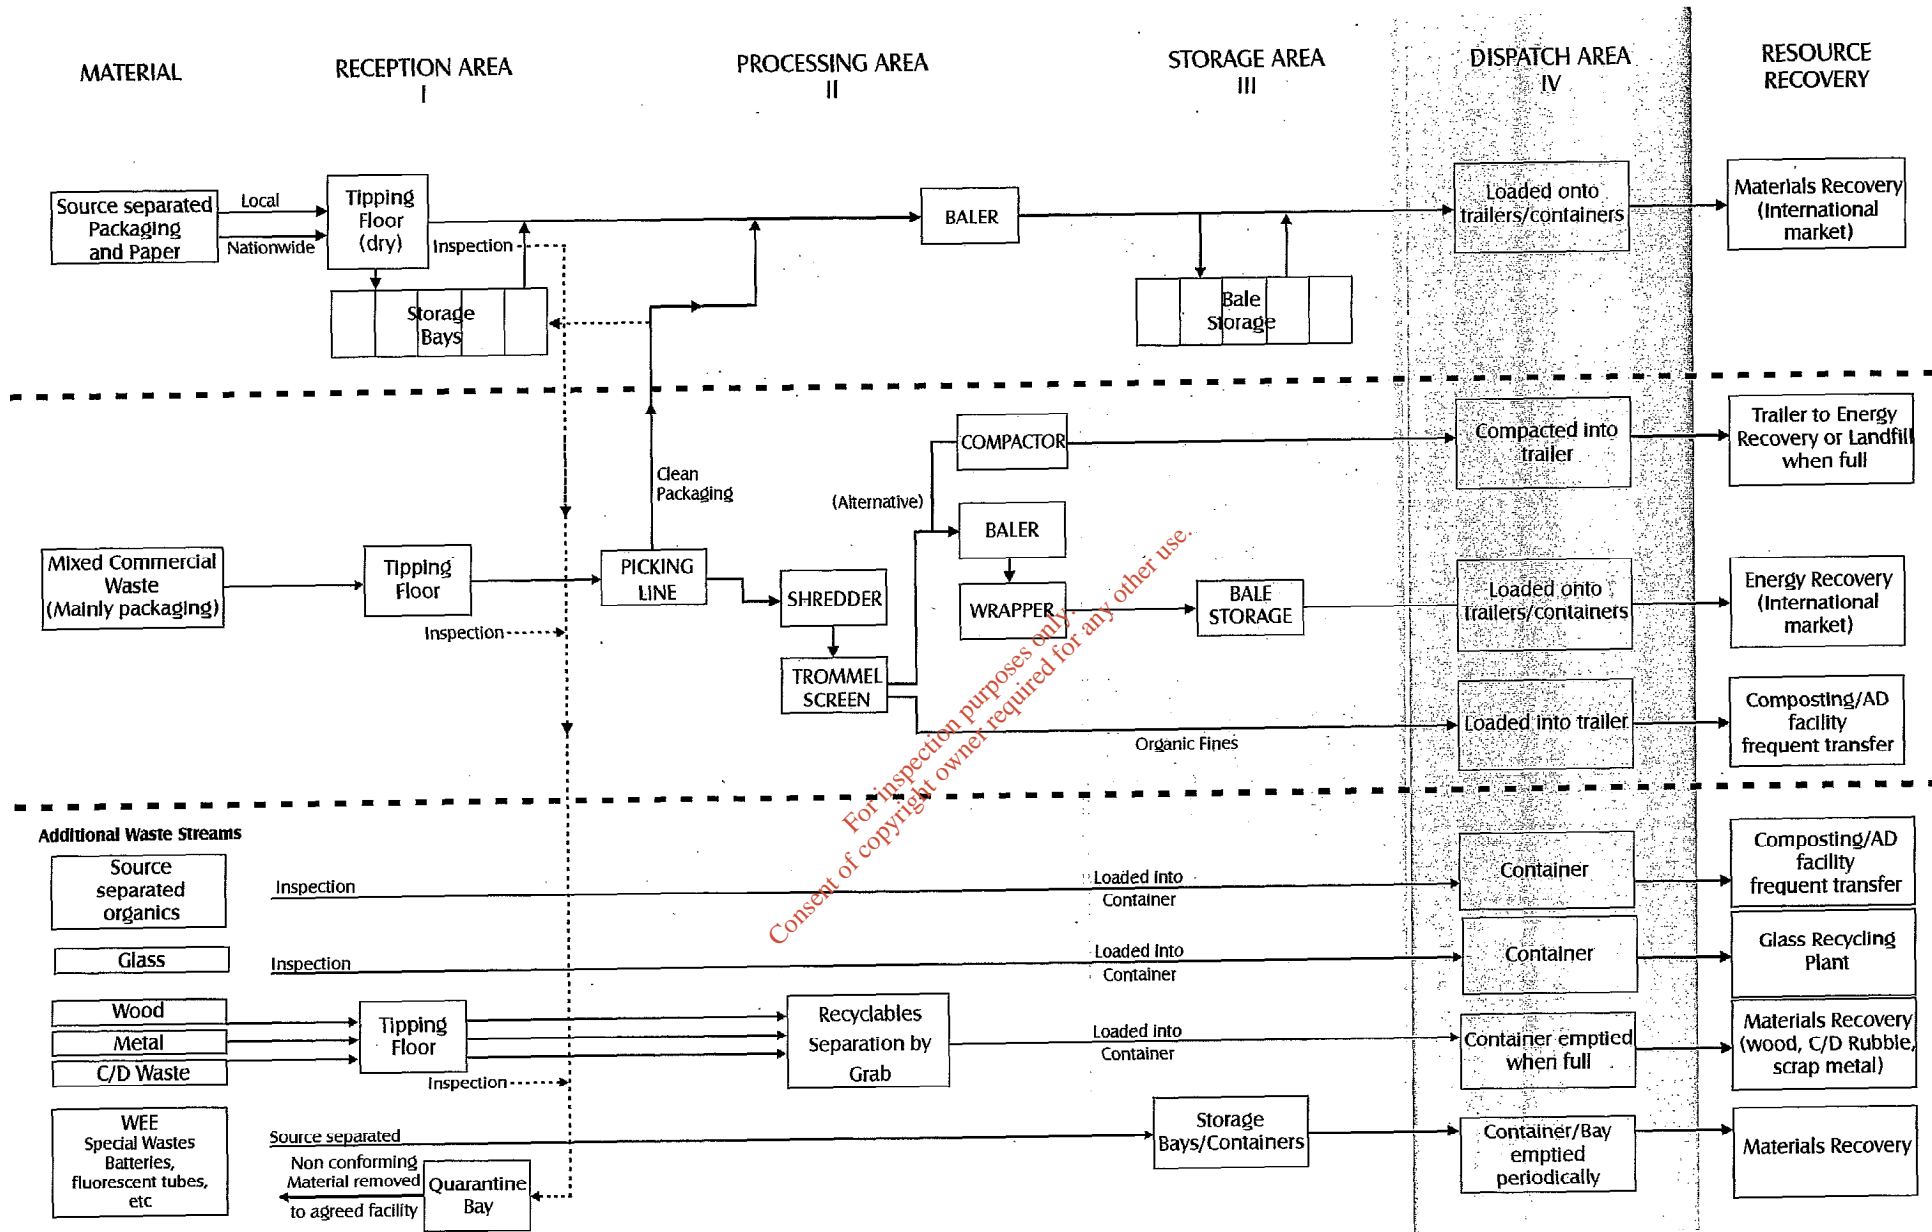 MATERIAL
RECEPTION AREA
I
PROCESSING AREA
II
STORAGE AREA
III
DISPATCH AREA
IV
RESOURCE
RECOVERY
Source separated
Packaging
and Paper
Local
Nationwide
Tipping
Floor
(dry)
Inspection
Storage
Bays
BALER
Bale
Storage
Loaded onto
trailers/containers
Materials Recovery
(International
market)
Mixed Commercial
Waste
(Mainly packaging)
Tipping
Floor
Inspection
PICKING
LINE
Clean
Packaging
SHREDDER
TROMMEL
SCREEN
(Alternative)
COMPACTOR
BALER
WRAPPER
BALE
STORAGE
Organic Fines
Compacted into
trailer
Trailer to Energy
Recovery or Landfill
when full
Loaded onto
trailers/containers
Energy Recovery
(International
market)
Loaded into trailer
Composting/AD
facility
frequent transfer
For inspection purposes only.
Consent of copyright owner required for any other use.
Additional Waste Streams
Source
separated
organics
Inspection
Loaded into
Container
Container
Composting/AD
facility
frequent transfer
Glass
Inspection
Loaded into
Container
Container
Glass Recycling
Plant
Wood
Metal
C/D Waste
Tipping
Floor
Inspection
Recyclables
Separation by
Grab
Loaded into
Container
Container emptied
when full
Materials Recovery
(wood, C/D Rubble,
scrap metal)
WEE
Special Wastes
Batteries,
fluorescent tubes,
etc
Source separated
Storage
Bays/Containers
Container/Bay
emptied
periodically
Materials Recovery
Non conforming
Material removed
to agreed facility
Quarantine
Bay